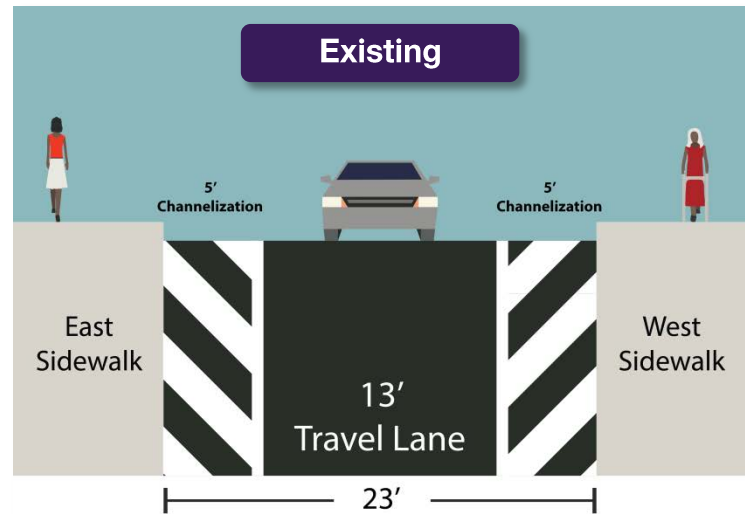 Existing
5′
Channelization
5′
Channelization
East
Sidewalk
13′
Travel Lane
West
Sidewalk
23′